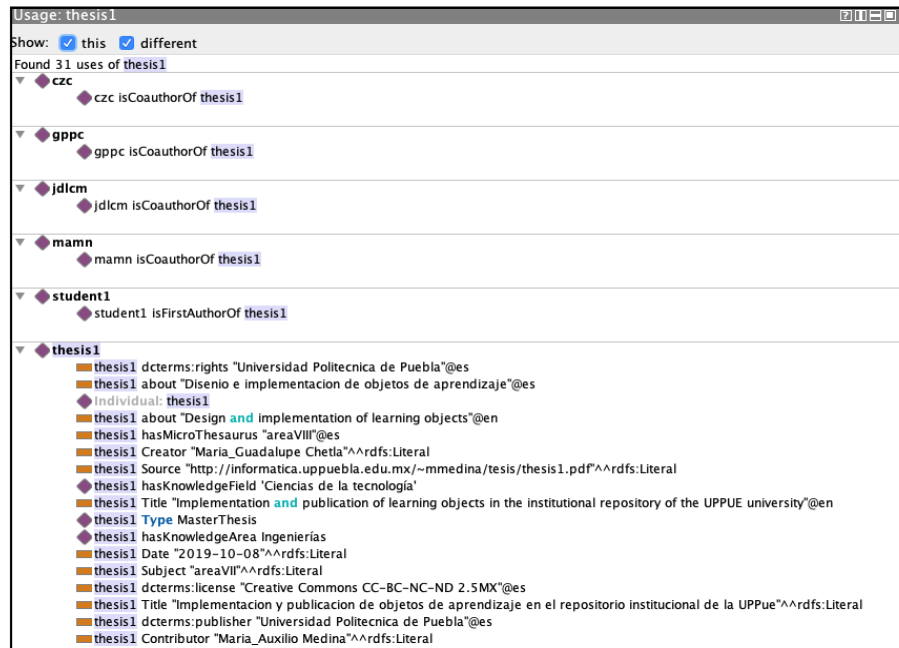 Usage: thesis1
Show: this different
Found 31 uses of thesis1
czc
czc isCoauthorOf thesis1
gppc
gppc isCoauthorOf thesis1
jdlcm
jdlcm isCoauthorOf thesis1
mamn
mamn isCoauthorOf thesis1
student1
student1 isFirstAuthorOf thesis1
thesis1
thesis1 dcterms:rights "Universidad Politecnica de Puebla"@es
thesis1 about "Disenio e implementacion de objetos de aprendizaje"@es
Individual: thesis1
thesis1 about "Design and implementation of learning objects"@en
thesis1 hasMicroThesaurus "areaVIII"@es
thesis1 Creator "Maria_Guadalupe Chetla"^^rdfs:Literal
thesis1 Source "http://informatica.uppuebla.edu.mx/~mmedina/tesis/thesis1.pdf"^^rdfs:Literal
thesis1 hasKnowledgeField 'Ciencias de la tecnología'
thesis1 Title "Implementation and publication of learning objects in the institutional repository of the UPPUE university"@en
thesis1 Type MasterThesis
thesis1 hasKnowledgeArea Ingenierías
thesis1 Date "2019-10-08"^^rdfs:Literal
thesis1 Subject "areaVII"^^rdfs:Literal
thesis1 dcterms:license "Creative Commons CC-BC-NC-ND 2.5MX"@es
thesis1 Title "Implementacion y publicacion de objetos de aprendizaje en el repositorio institucional de la UPPue"^^rdfs:Literal
thesis1 dcterms:publisher "Universidad Politecnica de Puebla"@es
thesis1 Contributor "Maria_Auxilio Medina"^^rdfs:Literal